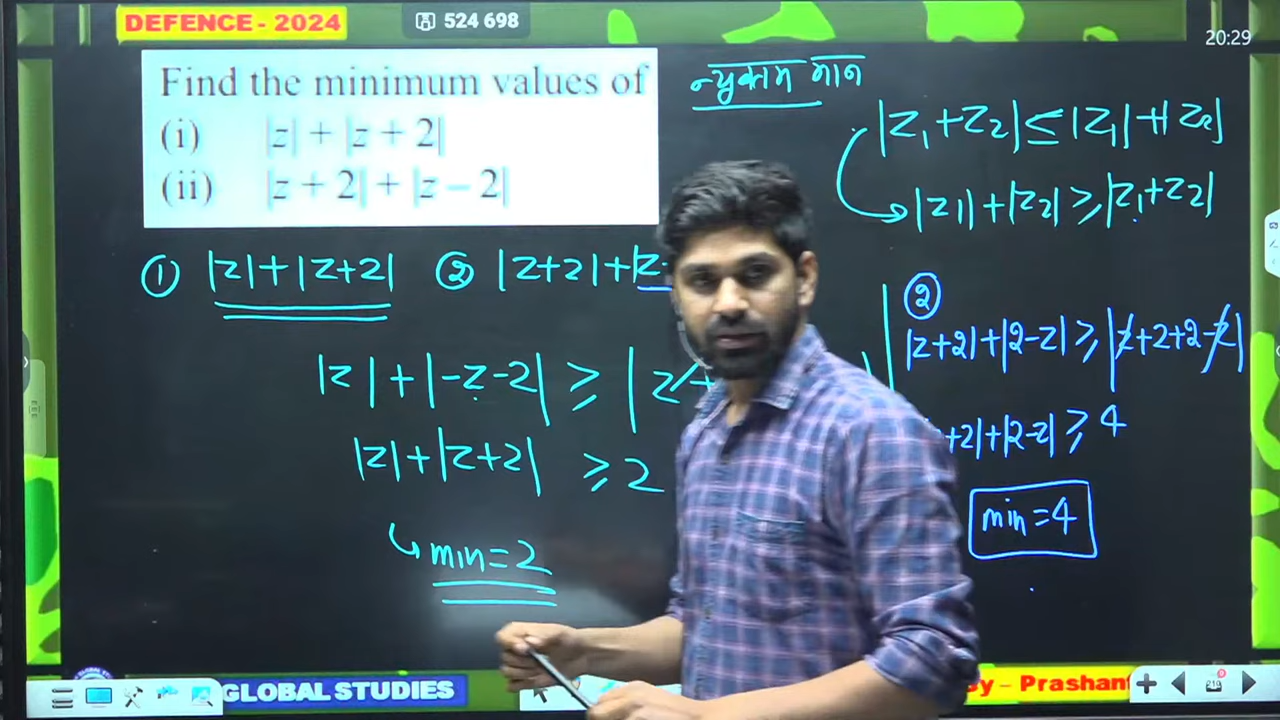 DEFENCE - 2024
524 698
20:29
Find the minimum values of
(i) |z| + |z + 2|
(ii) |z + 2| + |z − 2|
न्यूनतम मान
|Z₁+Z₂| ≤ |Z₁|+|Z₂|
|Z₁|+|Z₂| ≥ |Z₁+Z₂|
① |Z|+|Z+2|
② |Z+2|+|Z-
|Z|+|-Z-2| ≥ |Z
|Z|+|Z+2| ≥ 2
min=2
②
|Z+2|+|2-Z| ≥ |Z+2+2-Z|
+2|+|2-Z| ≥ 4
min=4
GLOBAL STUDIES
By - Prashant